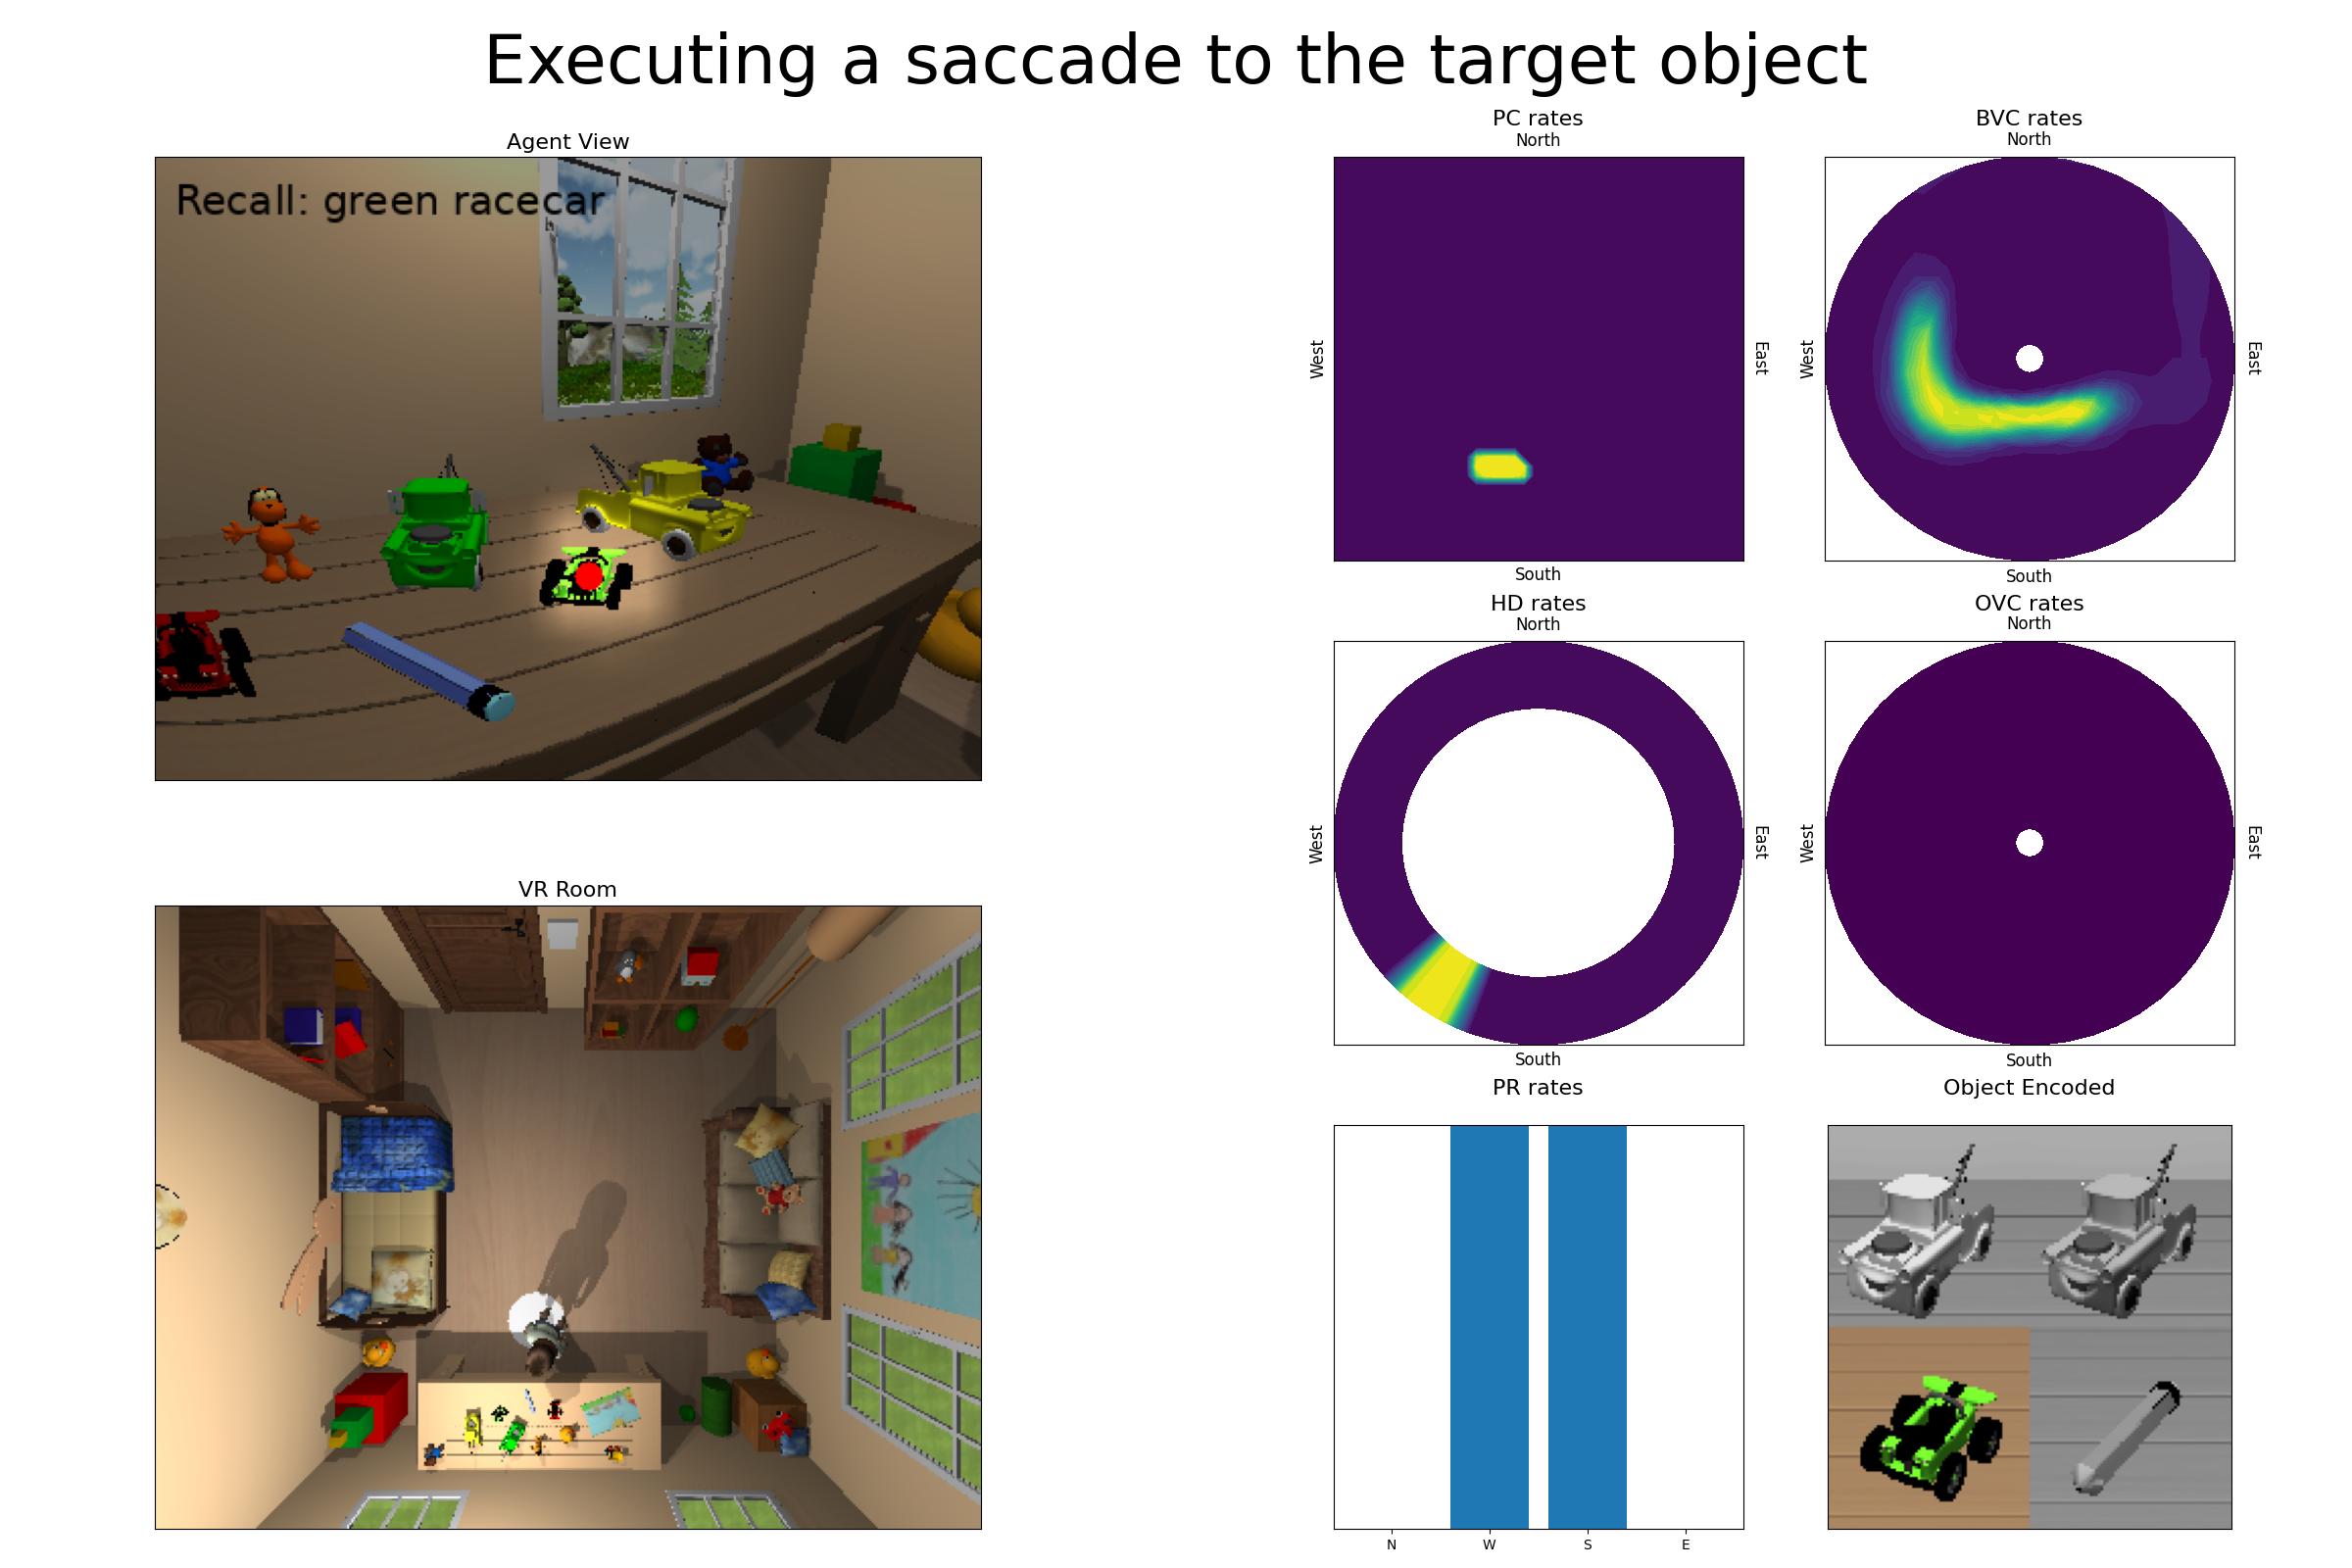 Executing a saccade to the target object
Agent View
Recall: green racecar
VR Room
PC rates
North
West
East
South
BVC rates
North
West
East
South
HD rates
North
West
East
South
OVC rates
North
West
East
South
PR rates
N W S E
Object Encoded